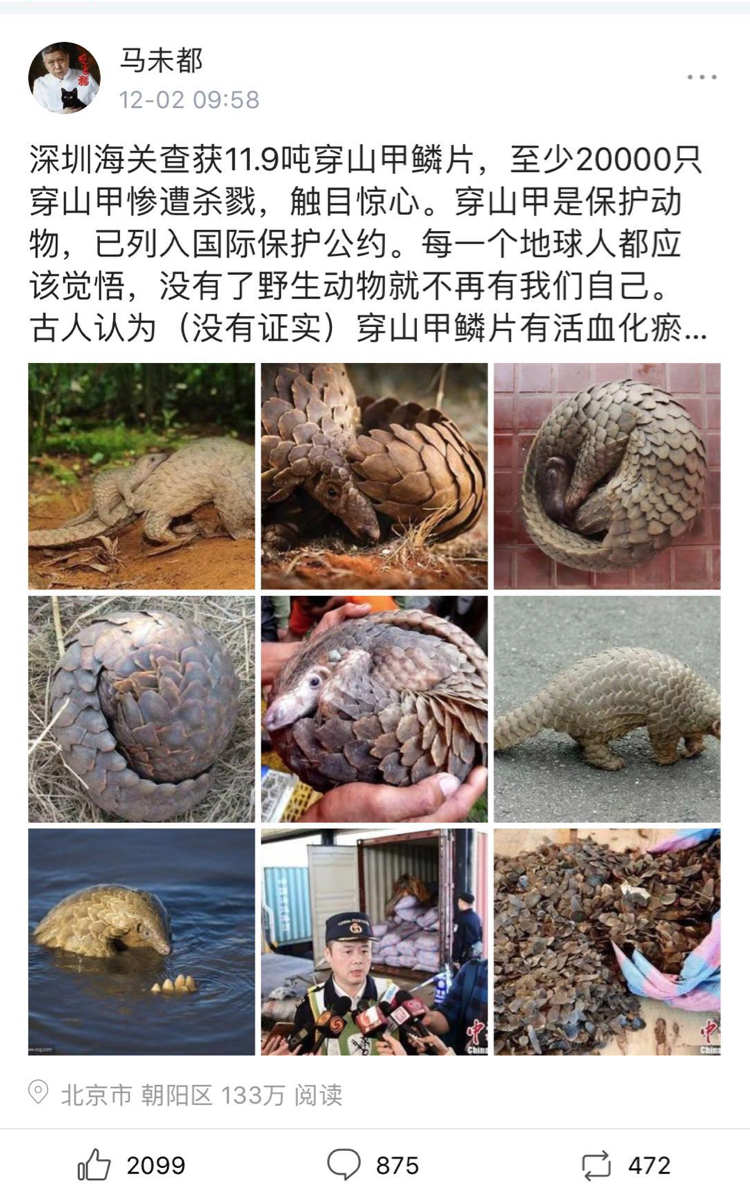 马未都
12-02 09:58
深圳海关查获11.9吨穿山甲鳞片，至少20000只
穿山甲惨遭杀戮，触目惊心。穿山甲是保护动
物，已列入国际保护公约。每一个地球人都应
该觉悟，没有了野生动物就不再有我们自己。
古人认为（没有证实）穿山甲鳞片有活血化瘀...
中
China
中
China
北京市 朝阳区 133万 阅读
2099
875
472